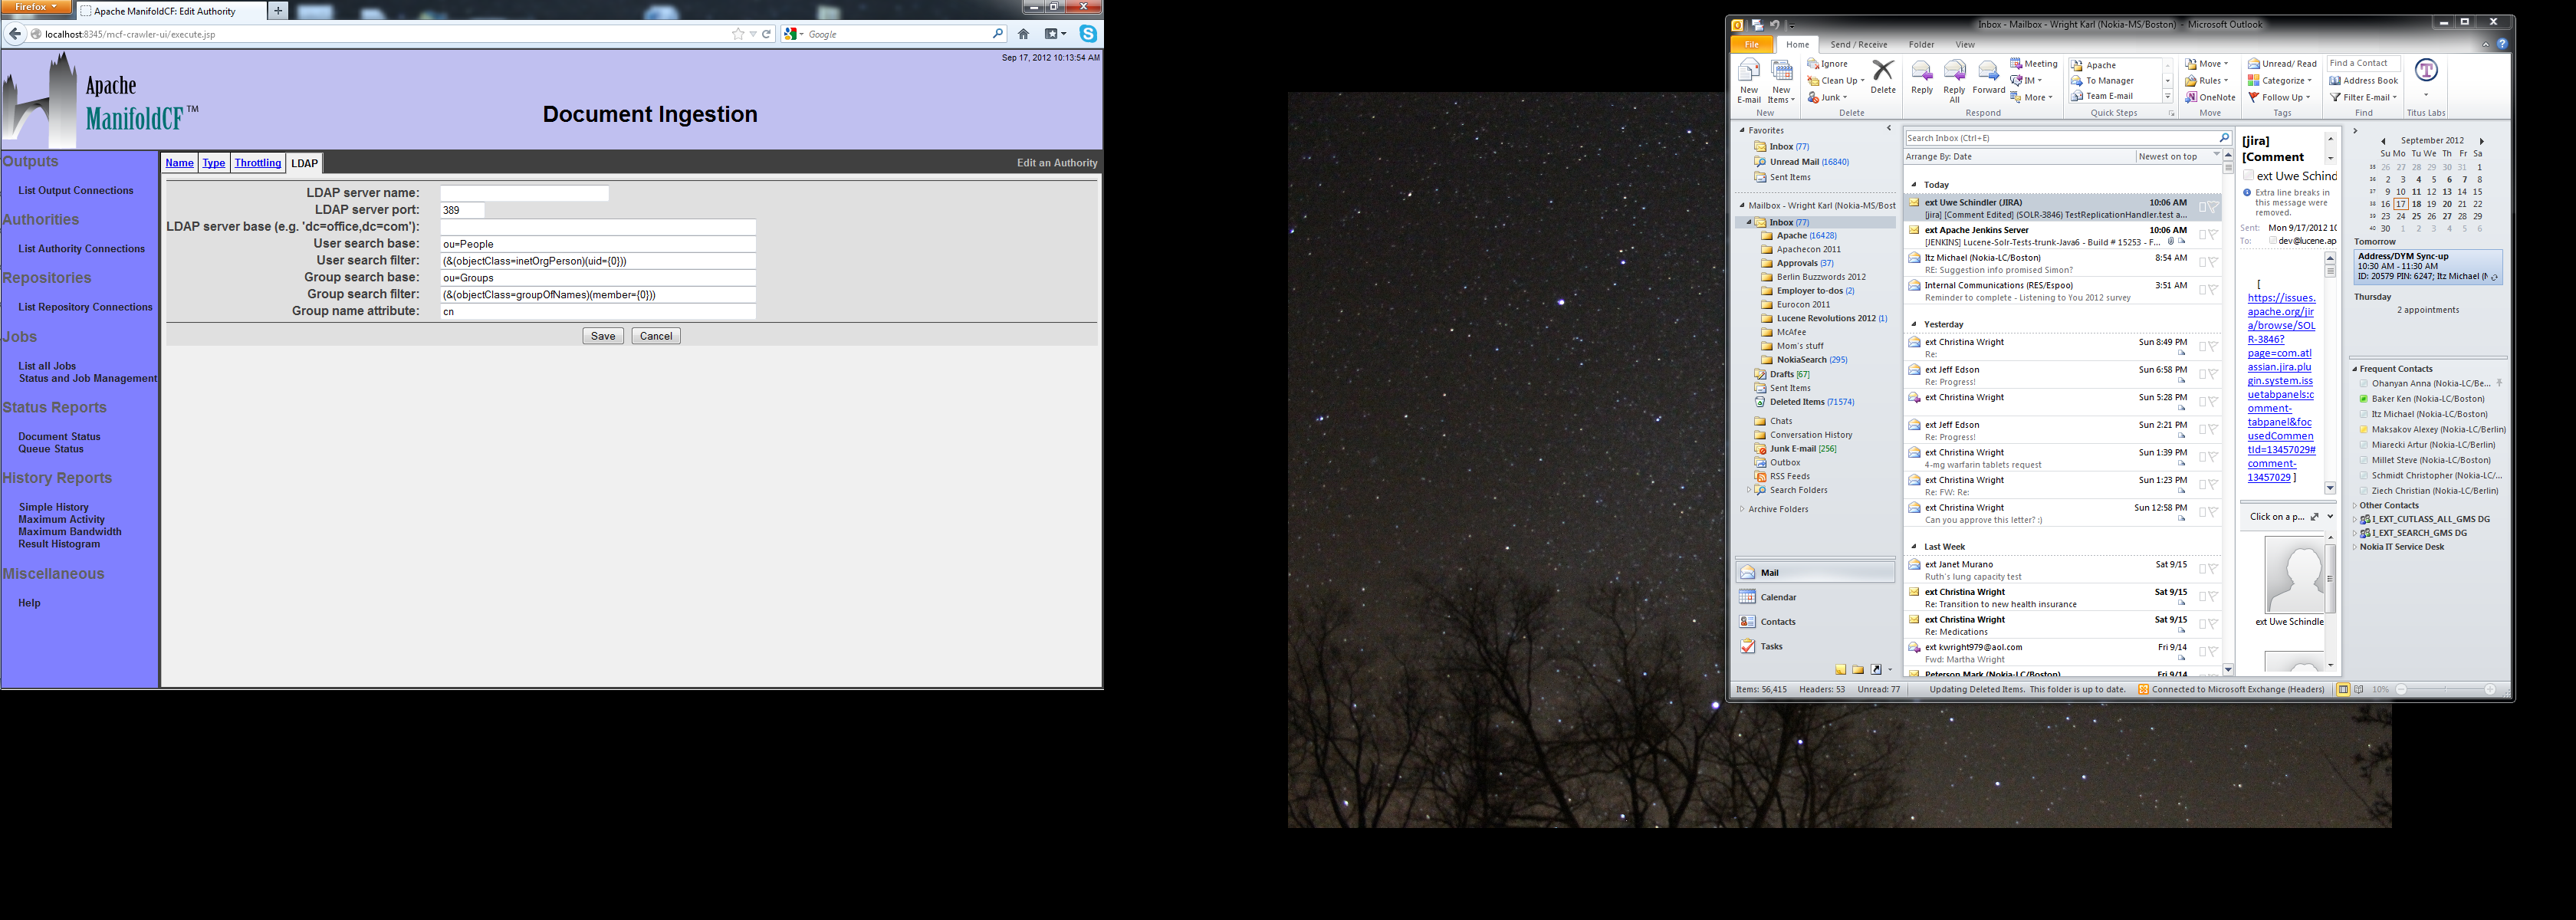 Firefox
Apache ManifoldCF: Edit Authority
localhost:8345/mcf-crawler-ui/execute.jsp
Google
Sep 17, 2012 10:13:54 AM
Apache
ManifoldCF™
Document Ingestion
Outputs
List Output Connections
Authorities
List Authority Connections
Repositories
List Repository Connections
Jobs
List all Jobs
Status and Job Management
Status Reports
Document Status
Queue Status
History Reports
Simple History
Maximum Activity
Maximum Bandwidth
Result Histogram
Miscellaneous
Help
Name Type Throttling LDAP
Edit an Authority
LDAP server name:
LDAP server port: 389
LDAP server base (e.g. 'dc=office,dc=com'):
User search base: ou=People
User search filter: (&(objectClass=inetOrgPerson)(uid={0}))
Group search base: ou=Groups
Group search filter: (&(objectClass=groupOfNames)(member={0}))
Group name attribute: cn
Save Cancel
Inbox - Mailbox - Wright Karl (Nokia-MS/Boston) - Microsoft Outlook
File Home Send / Receive Folder View
New E-mail
New Items
New
Ignore
Clean Up
Junk
Delete
Delete
Reply
Reply All
Forward
Meeting
IM
More
Respond
Apache
To Manager
Team E-mail
Quick Steps
Move
Rules
OneNote
Move
Unread/ Read
Categorize
Follow Up
Tags
Find a Contact
Address Book
Filter E-mail
Find
Titus Labs
Favorites
Inbox (77)
Unread Mail (16840)
Sent Items
Mailbox - Wright Karl (Nokia-MS/Bost
Inbox (77)
Apache (16428)
Apachecon 2011
Approvals (37)
Berlin Buzzwords 2012
Employer to-dos (2)
Eurocon 2011
Lucene Revolutions 2012 (1)
McAfee
Mom's stuff
NokiaSearch (295)
Drafts [67]
Sent Items
Deleted Items (71574)
Chats
Conversation History
Junk E-mail [256]
Outbox
RSS Feeds
Search Folders
Archive Folders
Mail
Calendar
Contacts
Tasks
Search Inbox (Ctrl+E)
Arrange By: Date Newest on top
Today
ext Uwe Schindler (JIRA) 10:06 AM
[jira] [Comment Edited] (SOLR-3846) TestReplicationHandler.test a...
ext Apache Jenkins Server 10:06 AM
[JENKINS] Lucene-Solr-Tests-trunk-Java6 - Build # 15253 - F...
Itz Michael (Nokia-LC/Boston) 8:54 AM
RE: Suggestion info promised Simon?
Internal Communications (RES/Espoo) 3:51 AM
Reminder to complete - Listening to You 2012 survey
Yesterday
ext Christina Wright Sun 8:49 PM
Re:
ext Jeff Edson Sun 6:58 PM
Re: Progress!
ext Christina Wright Sun 5:28 PM
ext Jeff Edson Sun 2:21 PM
Re: Progress!
ext Christina Wright Sun 1:39 PM
4-mg warfarin tablets request
ext Christina Wright Sun 1:23 PM
Re: FW: Re:
ext Christina Wright Sun 12:58 PM
Can you approve this letter? :)
Last Week
ext Janet Murano Sat 9/15
Ruth's lung capacity test
ext Christina Wright Sat 9/15
Re: Transition to new health insurance
ext Christina Wright Sat 9/15
Re: Medications
ext kwright979@aol.com Fri 9/14
Fwd: Martha Wright
Peterson Mark (Nokia-LC/Boston) Fri 9/14
[jira]
[Comment
ext Uwe Schind
Extra line breaks in
this message were
removed.
Sent: Mon 9/17/2012 10
To: dev@lucene.ap
[
https://issues.
apache.org/jir
a/browse/SOL
R-3846?
page=com.atl
assian.jira.plu
gin.system.iss
uetabpanels:c
omment-
tabpanel&foc
usedCommen
tId=13457029#
comment-
13457029 ]
Click on a p...
ext Uwe Schindle
September 2012
Su Mo Tu We Th Fr Sa
35 26 27 28 29 30 31 1
36 2 3 4 5 6 7 8
37 9 10 11 12 13 14 15
38 16 17 18 19 20 21 22
39 23 24 25 26 27 28 29
40 30 1 2 3 4 5 6
Tomorrow
Address/DYM Sync-up
10:30 AM - 11:30 AM
ID: 20579 PIN: 6247; Itz Michael (N
Thursday
2 appointments
Frequent Contacts
Ohanyan Anna (Nokia-LC/Be...
Baker Ken (Nokia-LC/Boston)
Itz Michael (Nokia-LC/Boston)
Maksakov Alexey (Nokia-LC/Berlin)
Miarecki Artur (Nokia-LC/Berlin)
Millet Steve (Nokia-LC/Boston)
Schmidt Christopher (Nokia-LC/...
Ziech Christian (Nokia-LC/Berlin)
Other Contacts
I_EXT_CUTLASS_ALL_GMS DG
I_EXT_SEARCH_GMS DG
Nokia IT Service Desk
Items: 56,415 Headers: 53 Unread: 77 Updating Deleted Items. This folder is up to date. Connected to Microsoft Exchange (Headers) 10%